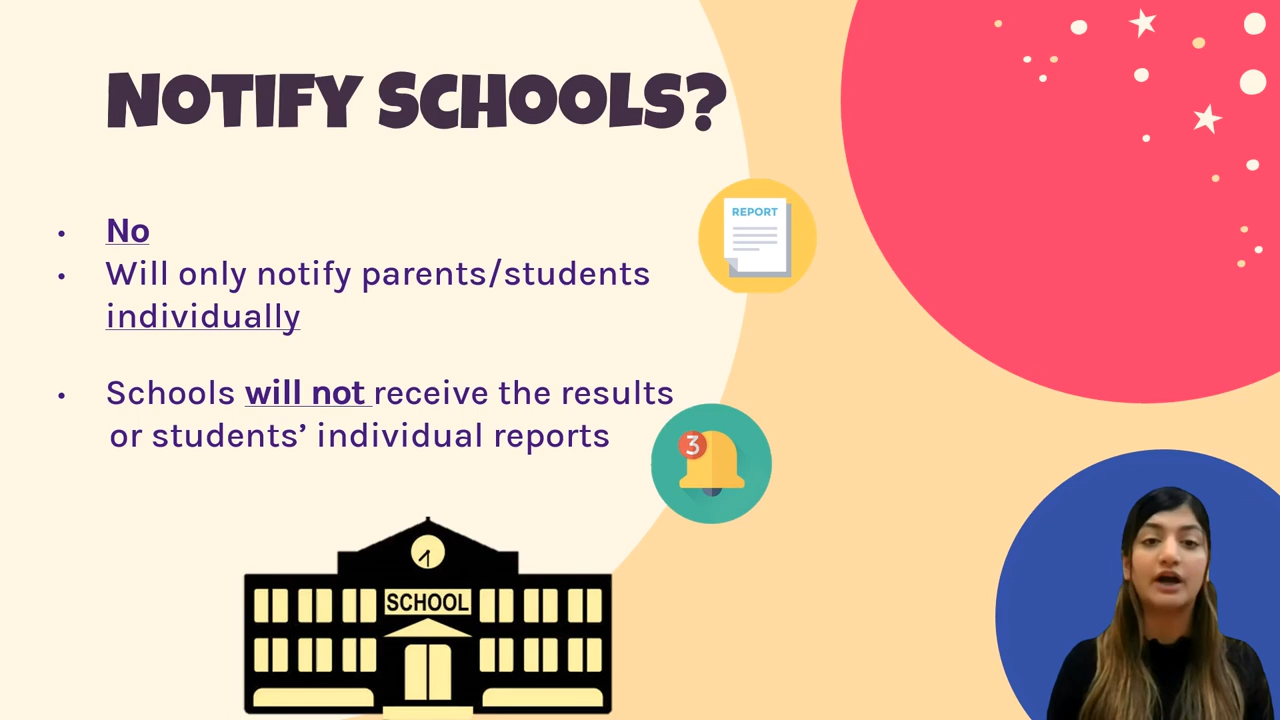 NOTIFY SCHOOLS?
REPORT
• No
• Will only notify parents/students
individually
• Schools will not receive the results
or students’ individual reports
3
SCHOOL